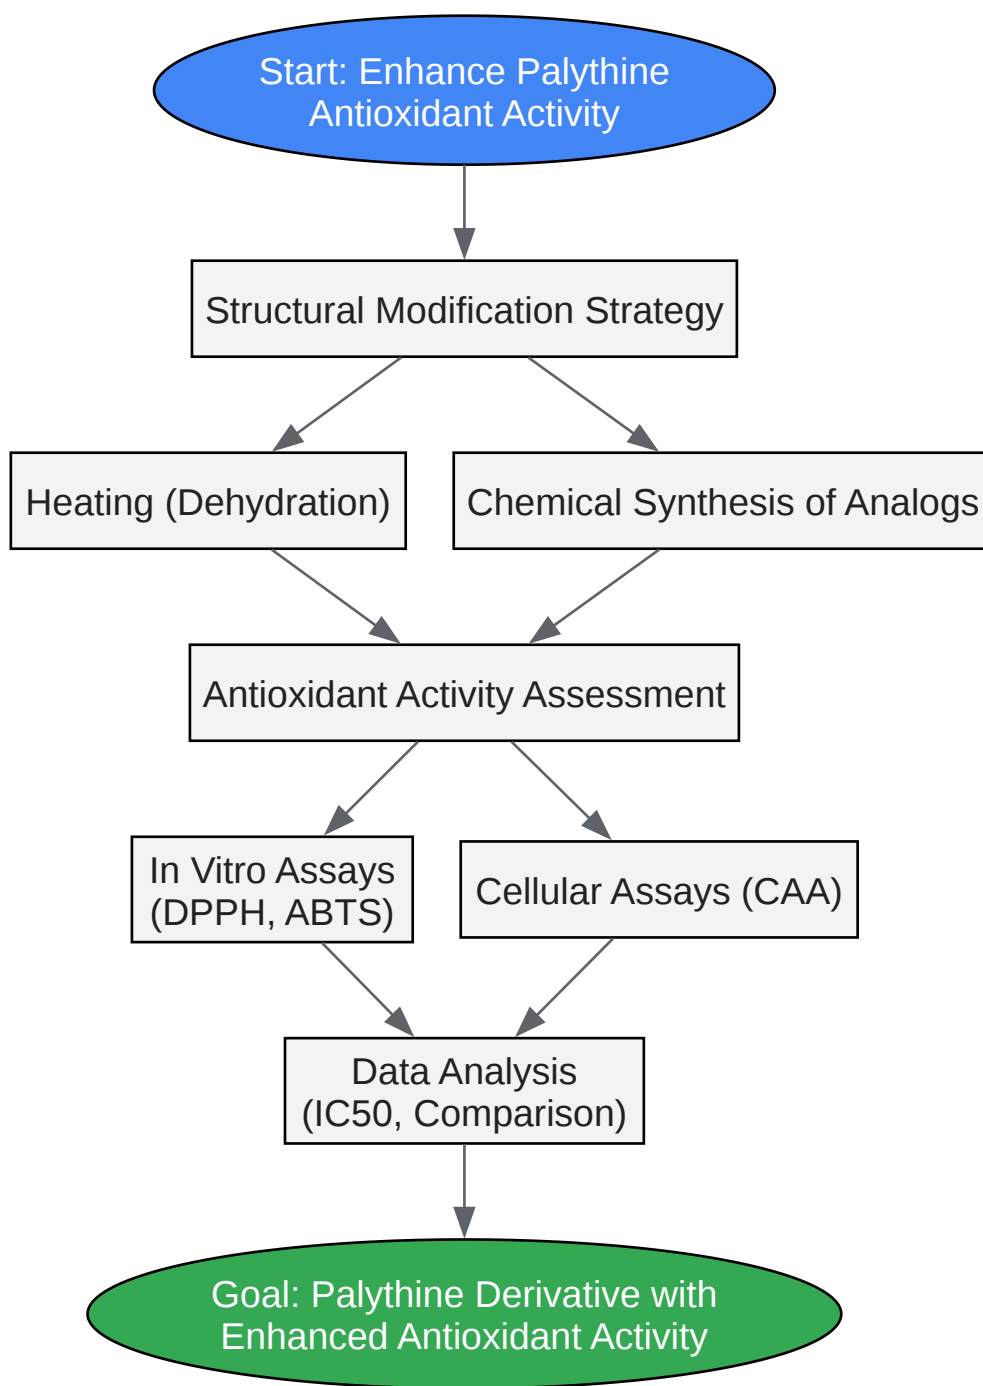 Start: Enhance Palythine
Antioxidant Activity
Structural Modification Strategy
Heating (Dehydration)
Chemical Synthesis of Analogs
Antioxidant Activity Assessment
In Vitro Assays
(DPPH, ABTS)
Cellular Assays (CAA)
Data Analysis
(IC50, Comparison)
Goal: Palythine Derivative with
Enhanced Antioxidant Activity